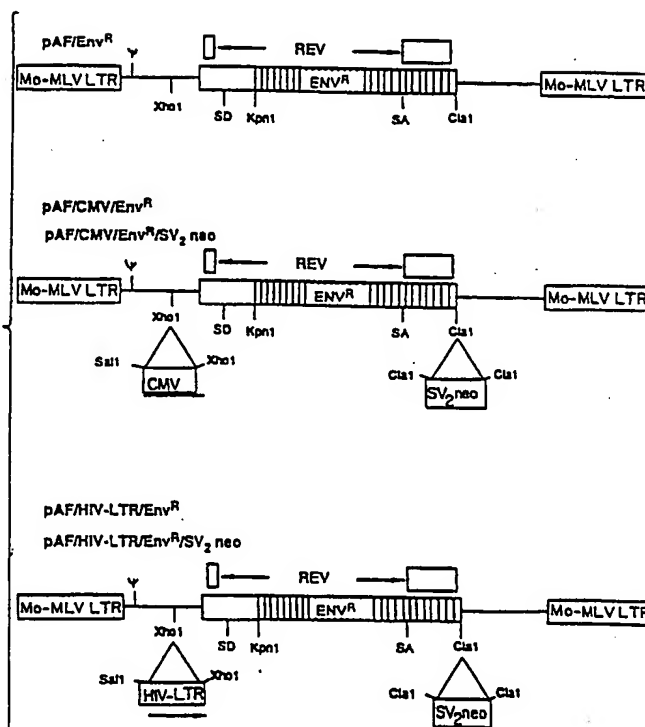 pAF/Env^R
Ψ
REV
Mo-MLV LTR ENV^R Mo-MLV LTR
Xho1 SD Kpn1 SA Cla1
pAF/CMV/Env^R
pAF/CMV/Env^R/SV₂ neo
Ψ
REV
Mo-MLV LTR ENV^R Mo-MLV LTR
Xho1 SD Kpn1 SA Cla1
Sal1 Xho1 Cla1 Cla1
CMV SV₂neo
pAF/HIV-LTR/Env^R
pAF/HIV-LTR/Env^R/SV₂ neo
Ψ
REV
Mo-MLV LTR ENV^R Mo-MLV LTR
Xho1 SD Kpn1 SA Cla1
Sal1 Xho1 Cla1 Cla1
HIV-LTR SV₂neo